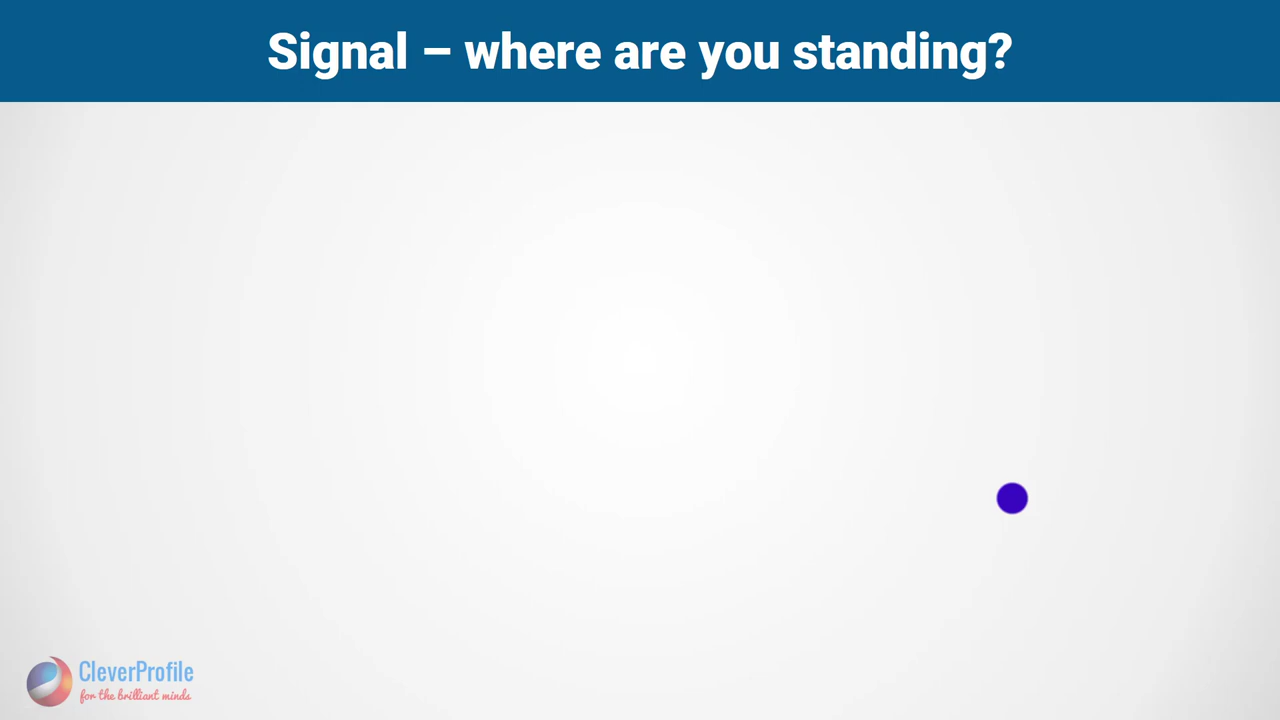 Signal – where are you standing?
CleverProfile
for the brilliant minds